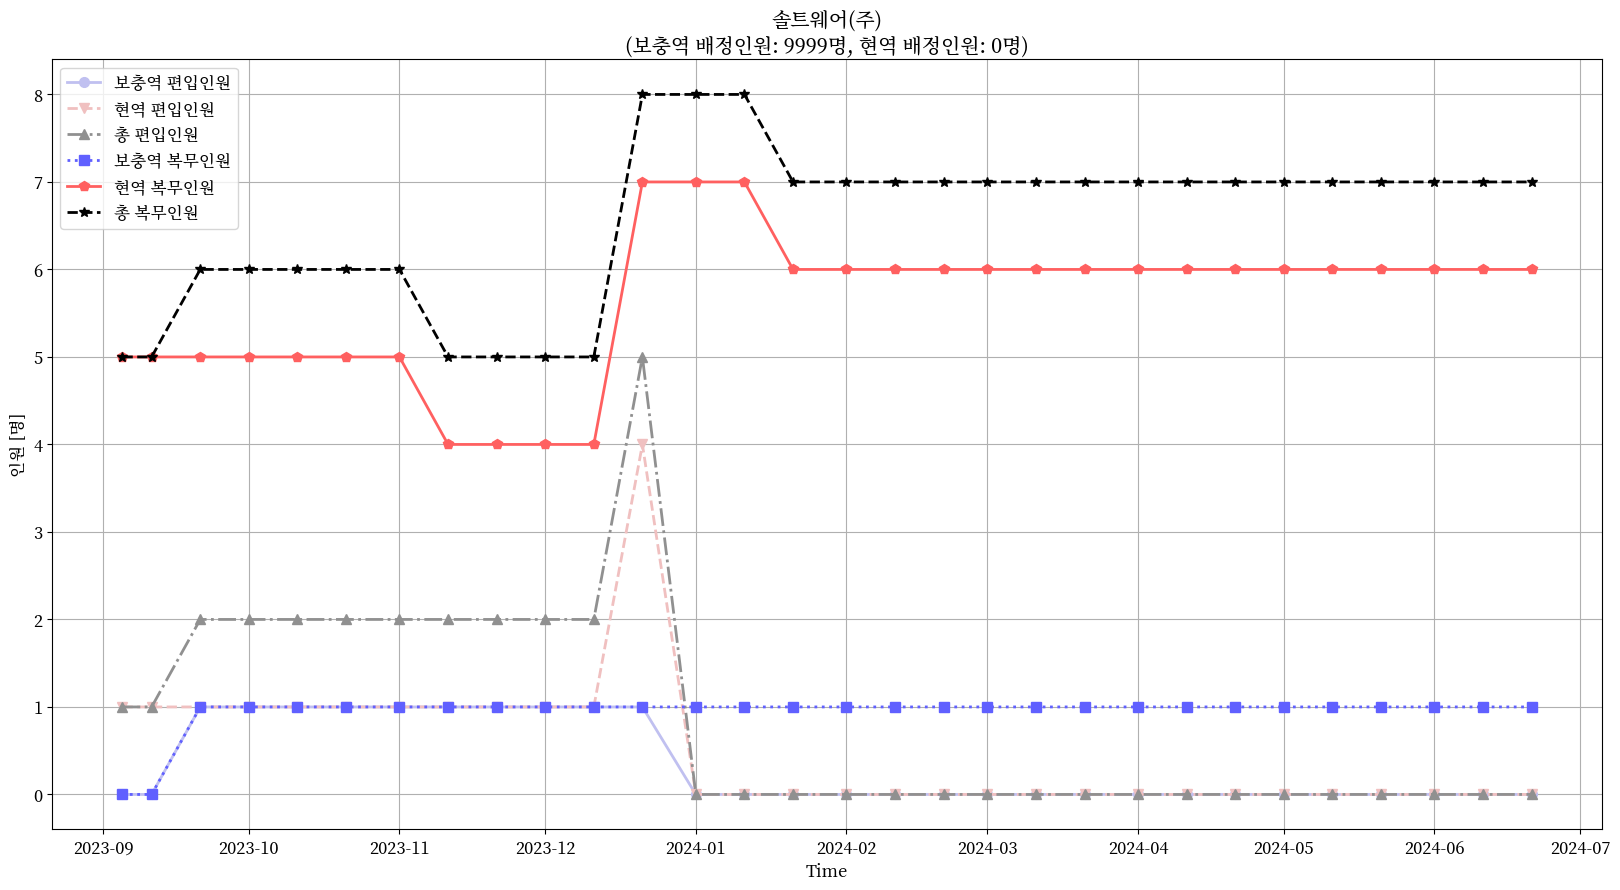 솔트웨어(주)
(보충역 배정인원: 9999명, 현역 배정인원: 0명)
보충역 편입인원
현역 편입인원
총 편입인원
보충역 복무인원
현역 복무인원
총 복무인원
인원 [명]
8
7
6
5
4
3
2
1
0
2023-09
2023-10
2023-11
2023-12
2024-01
2024-02
2024-03
2024-04
2024-05
2024-06
2024-07
Time